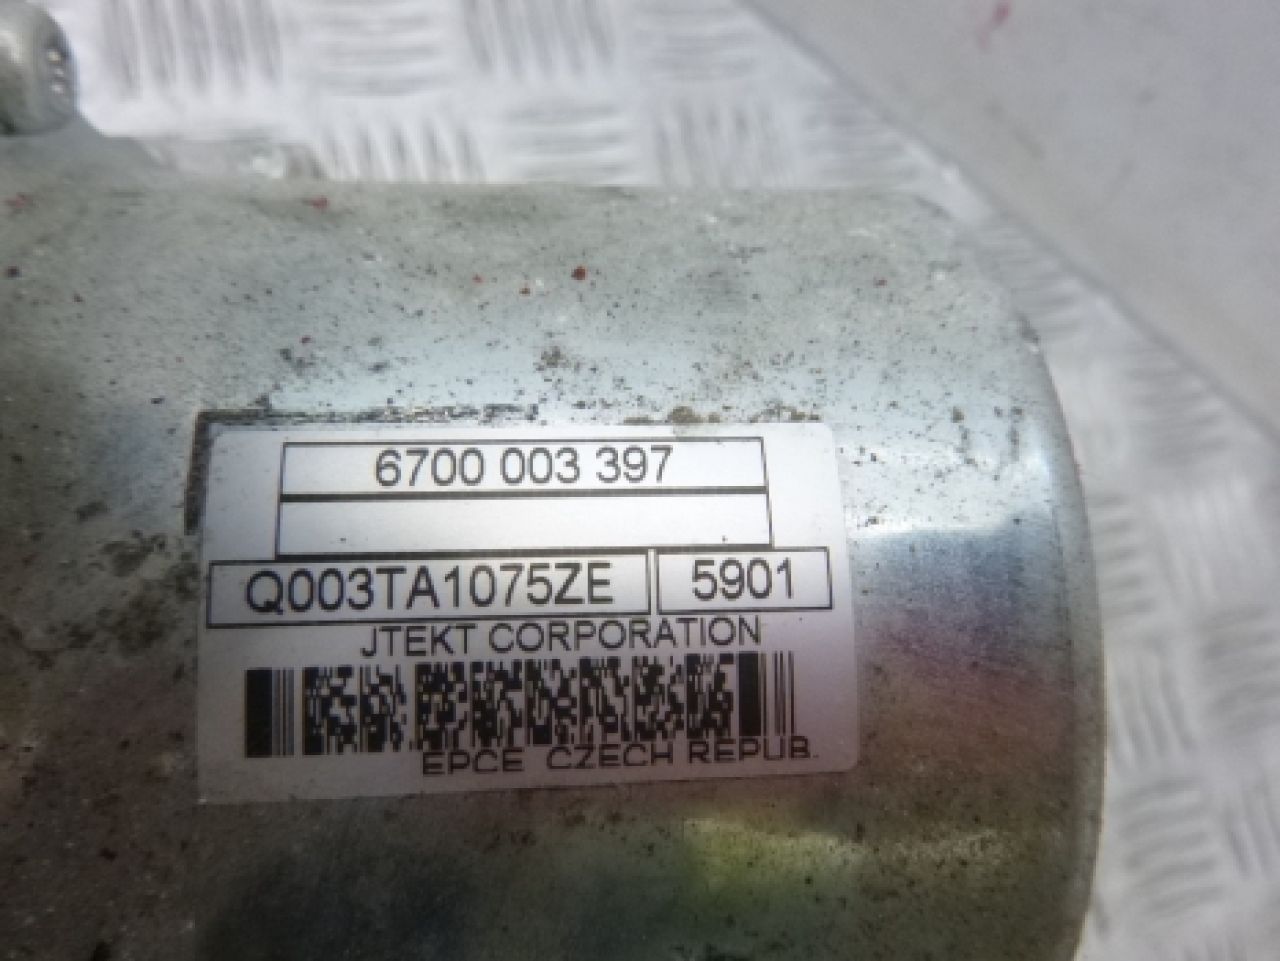 6700 003 397
Q003TA1075ZE 5901
JTEKT CORPORATION
EPCE CZECH REPUB.